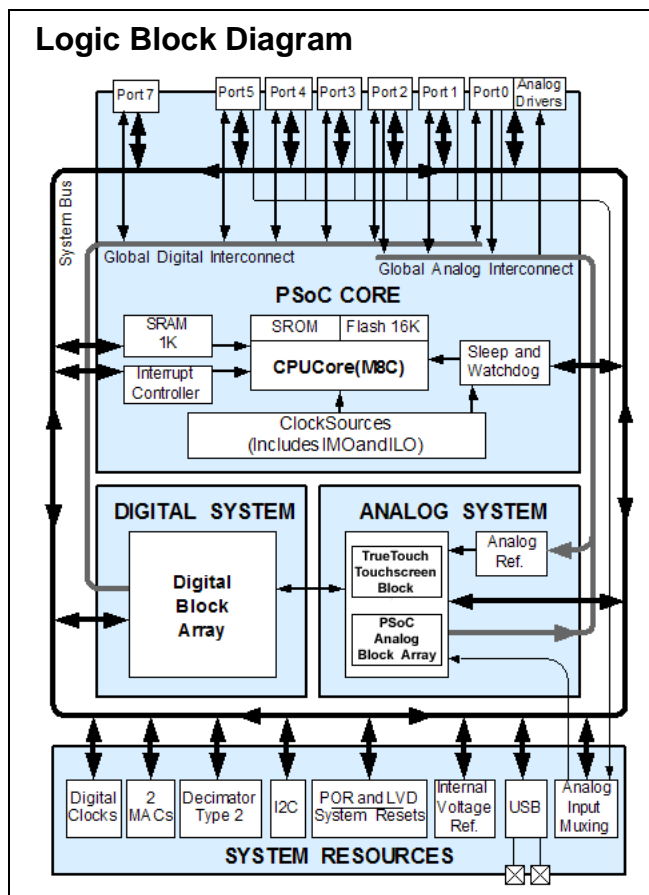 Logic Block Diagram
Port 7
Port5
Port 4
Port 3
Port 2
Port 1
Port0
Analog
Drivers
System Bus
Global Digital Interconnect
Global Analog Interconnect
PSoC CORE
SRAM
1K
SROM
Flash 16K
CPUCore(M8C)
Sleep and
Watchdog
Interrupt
Controller
ClockSources
(IncludesIMOandILO)
DIGITAL SYSTEM
ANALOG SYSTEM
Digital
Block
Array
TrueTouch
Touchscreen
Block
Analog
Ref.
PSoC
Analog
Block Array
Digital
Clocks
2
MACs
Decimator
Type 2
I2C
POR and LVD
System Resets
Internal
Voltage
Ref.
USB
Analog
Input
Muxing
SYSTEM RESOURCES